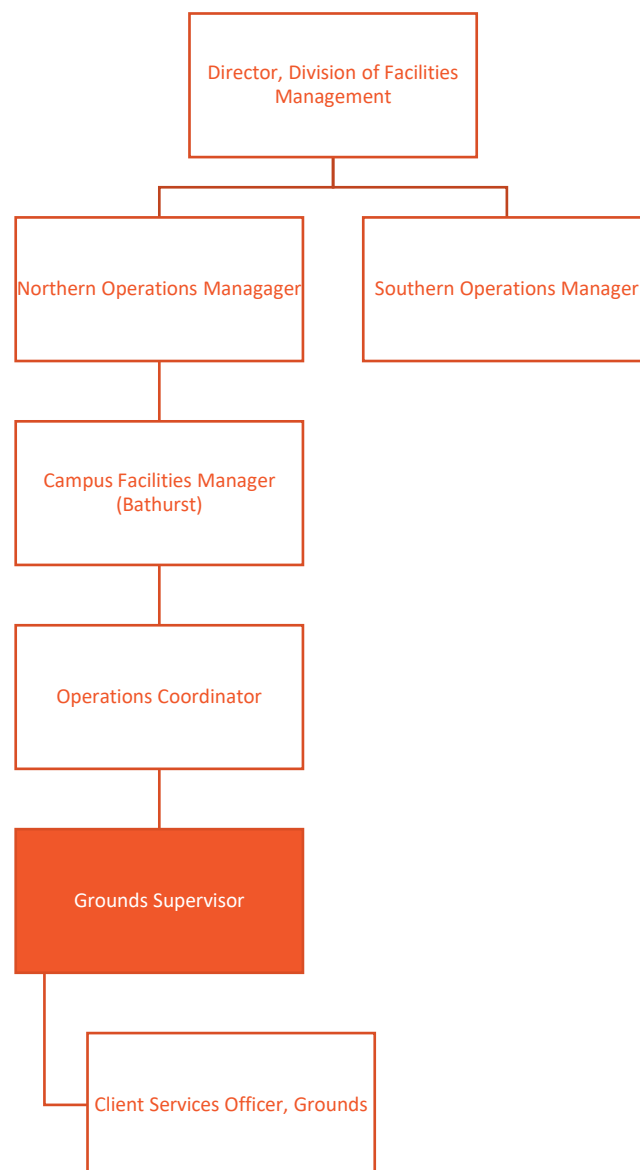 Director, Division of Facilities
Management
Northern Operations Managager
Southern Operations Manager
Campus Facilities Manager
(Bathurst)
Operations Coordinator
Grounds Supervisor
Client Services Officer, Grounds